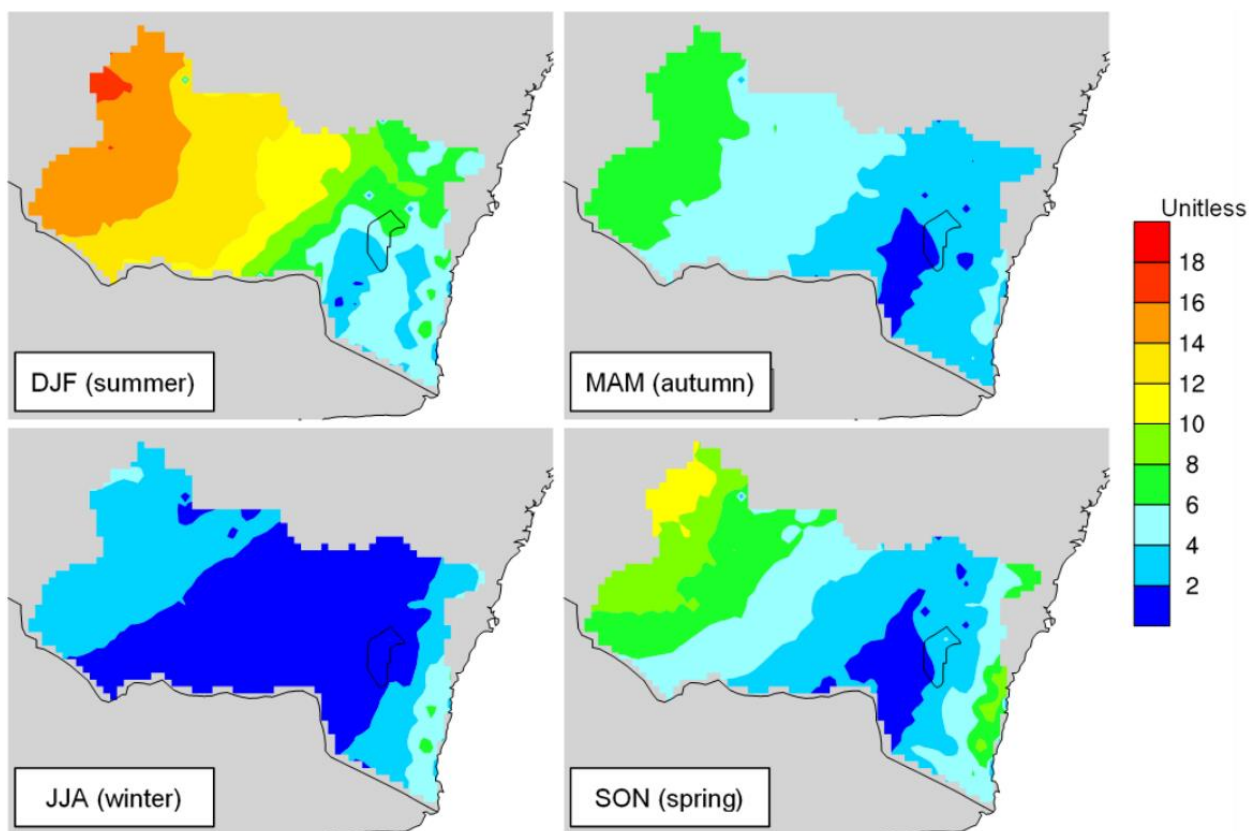 Unitless
18
16
14
12
10
8
6
4
2
DJF (summer)
MAM (autumn)
JJA (winter)
SON (spring)